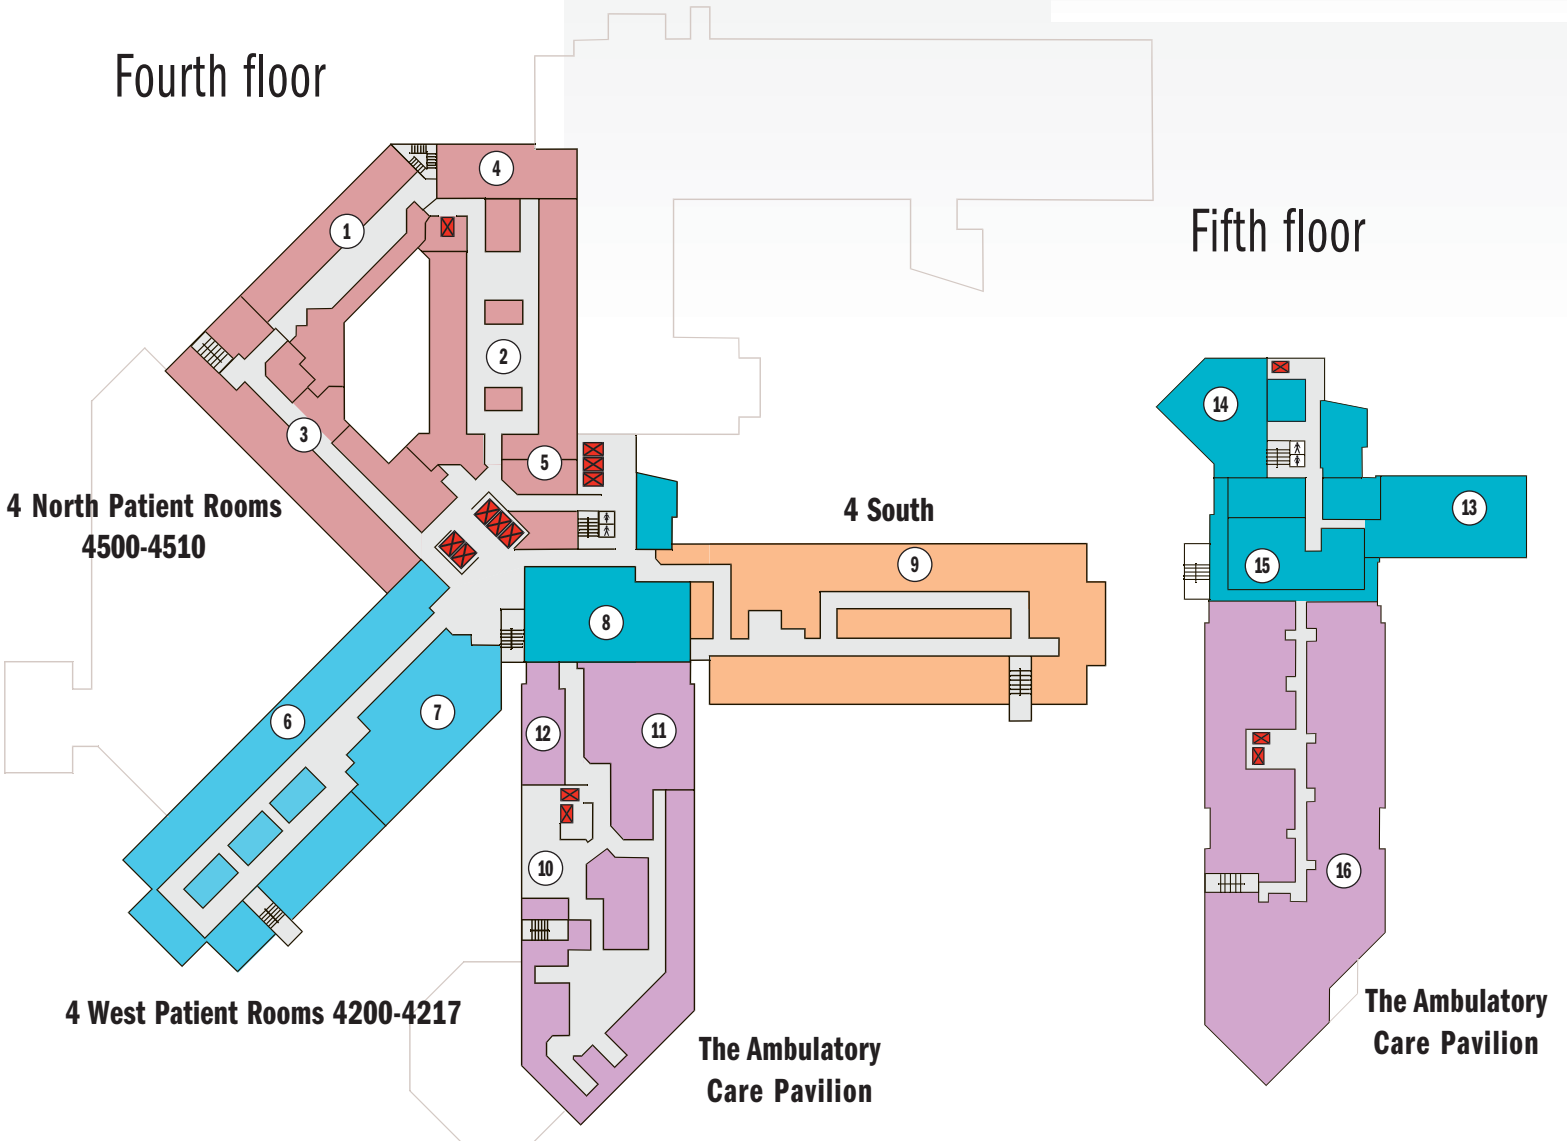 Fourth floor
4
1
Fifth floor
2
14
3
5
4 North Patient Rooms
4500-4510
4 South
13
9
15
8
6
7
12
11
10
16
4 West Patient Rooms 4200-4217
The Ambulatory
Care Pavilion
The Ambulatory
Care Pavilion